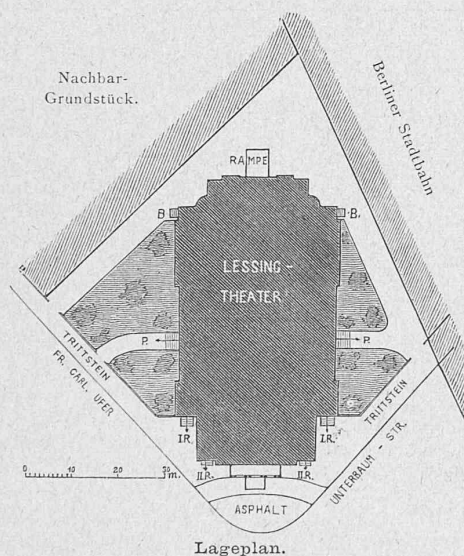 Nachbar-
Grundstück.
Berliner Stadtbahn
RAMPE
B.
B.
LESSING-
THEATER
P.
P.
TRITTSTEIN
FR. CARL. UFER
TRITTSTEIN
UNTERBAUM - STR.
I.R.
I.R.
II.R.
II.R.
0 10 20 30 m.
ASPHALT
Lageplan.